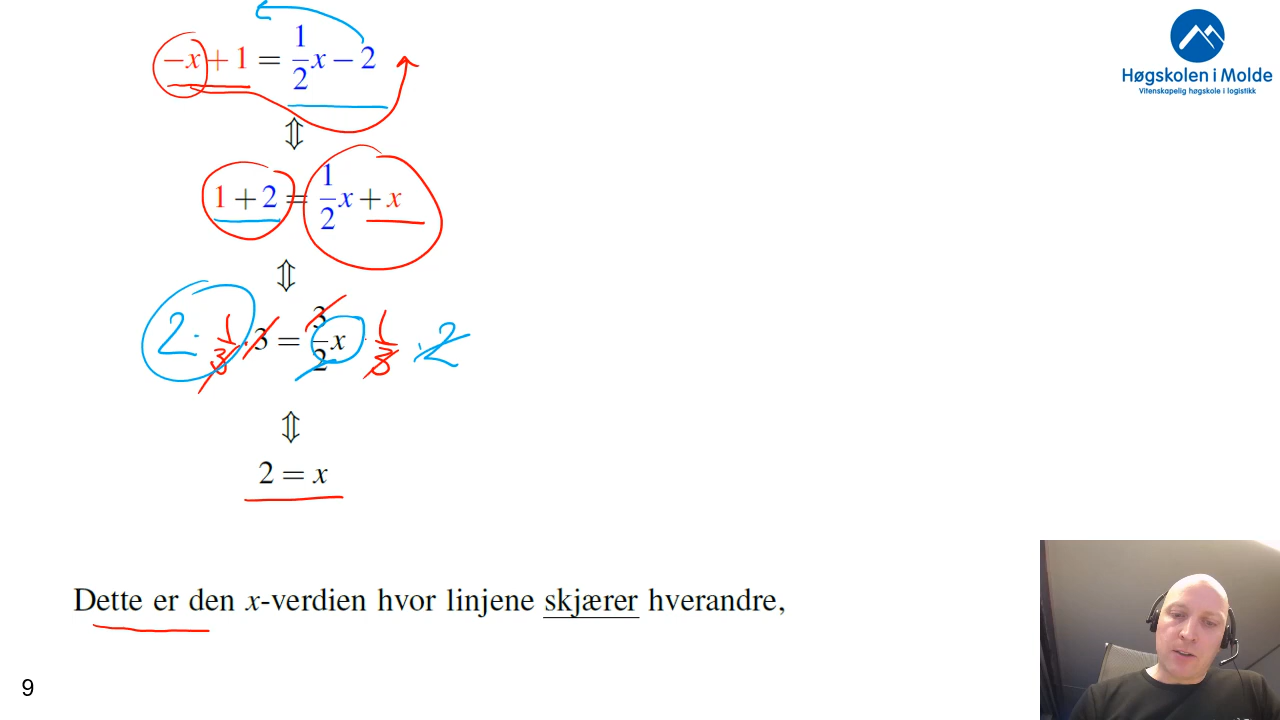 −x + 1 = 1/2 x − 2
⇕
1 + 2 = 1/2 x + x
⇕
2 · 1/3 · 3 = 3/2 x · 1/3 · 2
⇕
2 = x
Dette er den x-verdien hvor linjene skjærer hverandre,
9
Høgskolen i Molde
Vitenskapelig høgskole i logistikk